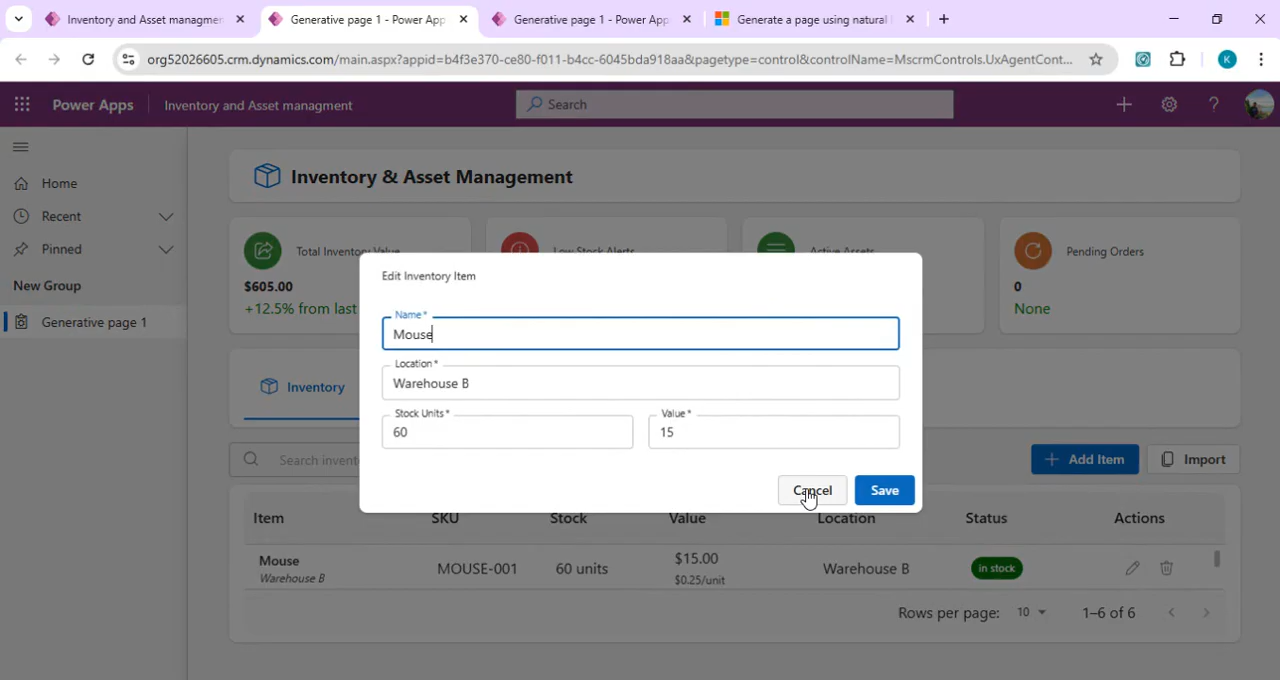 Inventory and Asset managmen
Generative page 1 - Power App
Generative page 1 - Power App
Generate a page using natural
org52026605.crm.dynamics.com/main.aspx?appid=b4f3e370-ce80-f011-b4cc-6045bda918aa&pagetype=control&controlName=MscrmControls.UxAgentCont...
K
Power Apps
Inventory and Asset managment
Search
Home
Recent
Pinned
New Group
Generative page 1
Inventory & Asset Management
Total Inventory Value
$605.00
+12.5% from last
Low Stock Alerts
Active Assets
Pending Orders
0
None
Edit Inventory Item
Name*
Mouse
Location*
Warehouse B
Stock Units*
60
Value*
15
Cancel
Save
Inventory
Search invent
Add Item
Import
Item SKU Stock Value Location Status Actions
Mouse
Warehouse B
MOUSE-001
60 units
$15.00
$0.25/unit
Warehouse B
in stock
Rows per page: 10 1–6 of 6